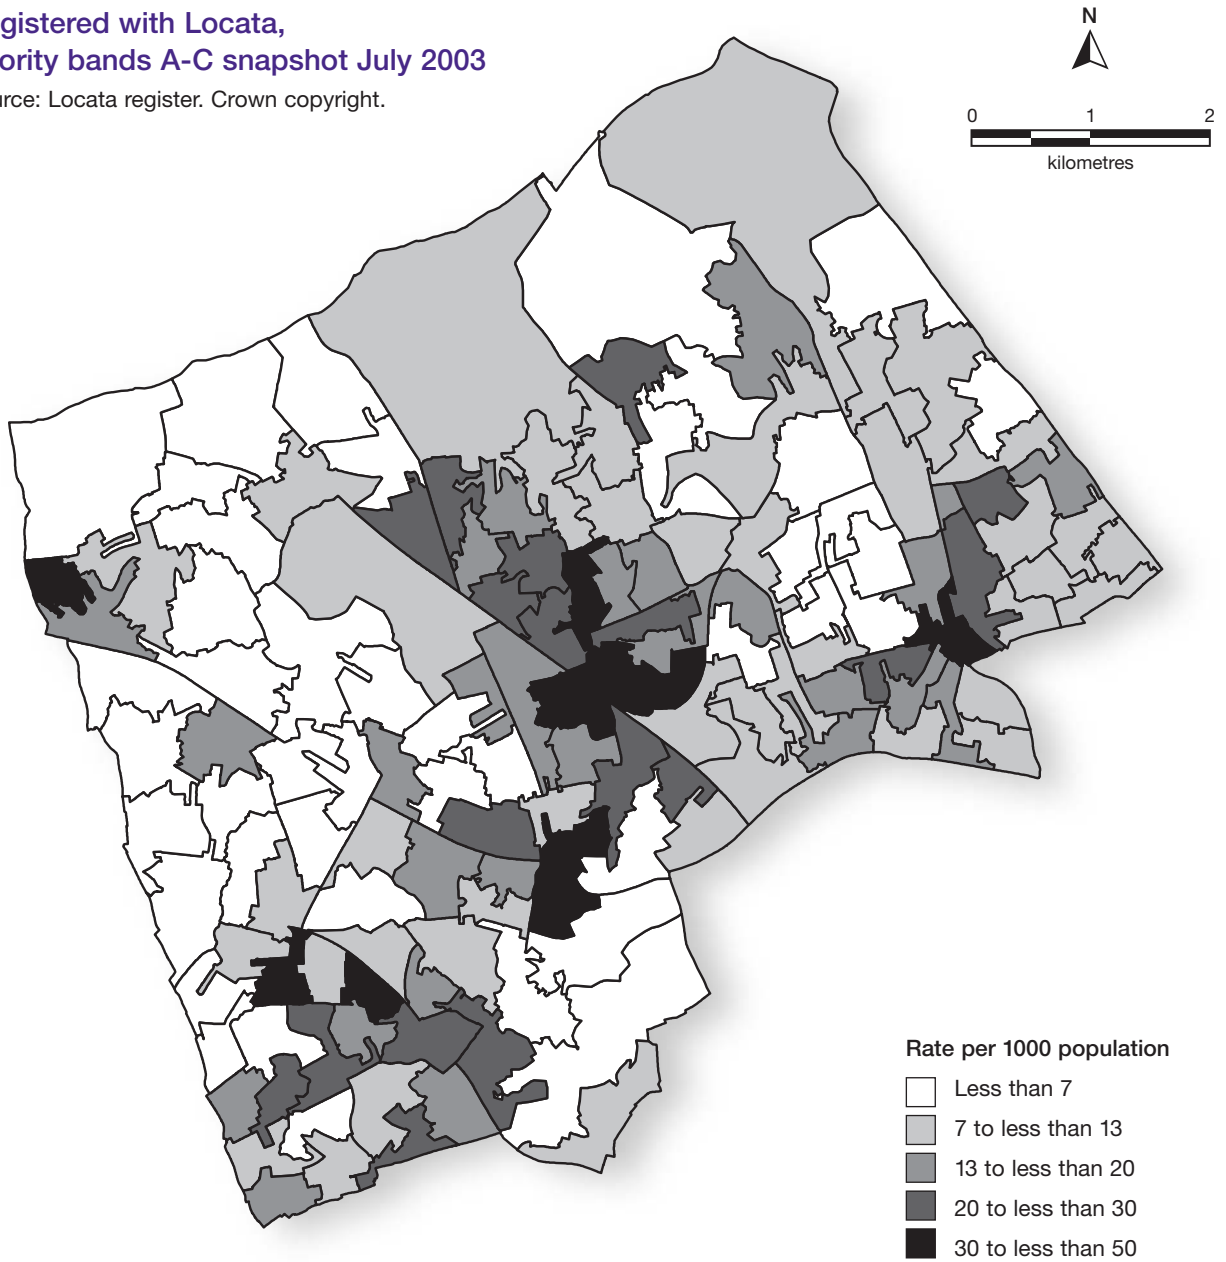 gistered with Locata,
ority bands A-C snapshot July 2003
urce: Locata register. Crown copyright.
N
0 1 2
kilometres
Rate per 1000 population
Less than 7
7 to less than 13
13 to less than 20
20 to less than 30
30 to less than 50